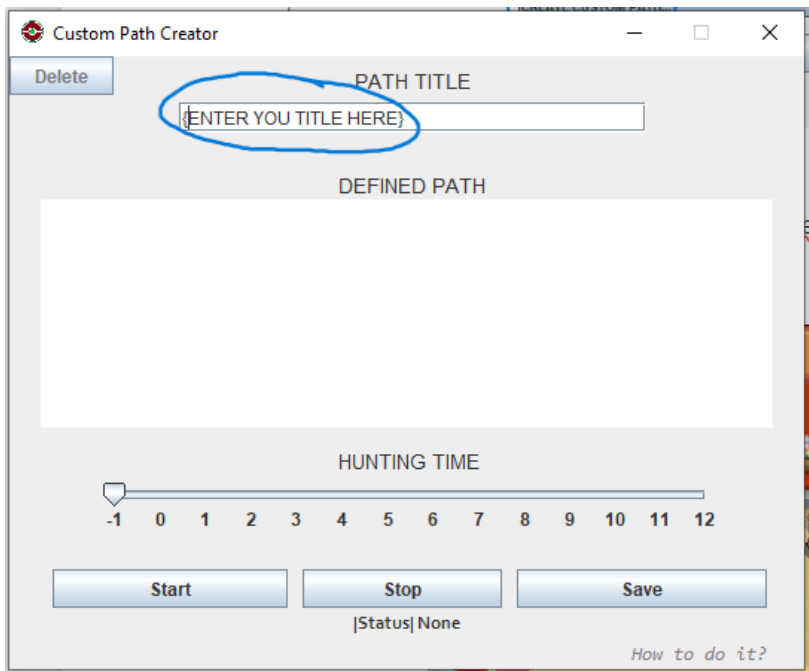 Custom Path Creator
Delete
PATH TITLE
{ENTER YOU TITLE HERE}
DEFINED PATH
HUNTING TIME
-1 0 1 2 3 4 5 6 7 8 9 10 11 12
Start Stop Save
|Status| None
How to do it?